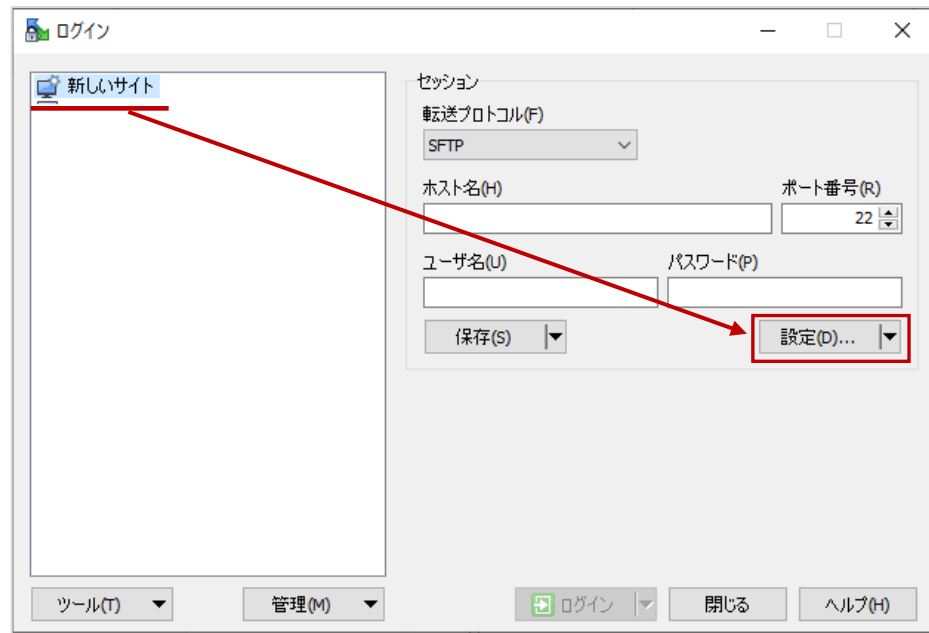 ログイン
新しいサイト
セッション
転送プロトコル(F)
SFTP
ホスト名(H)
ポート番号(R)
22
ユーザ名(U)
パスワード(P)
保存(S)
設定(D)...
ツール(T)
管理(M)
ログイン
閉じる
ヘルプ(H)